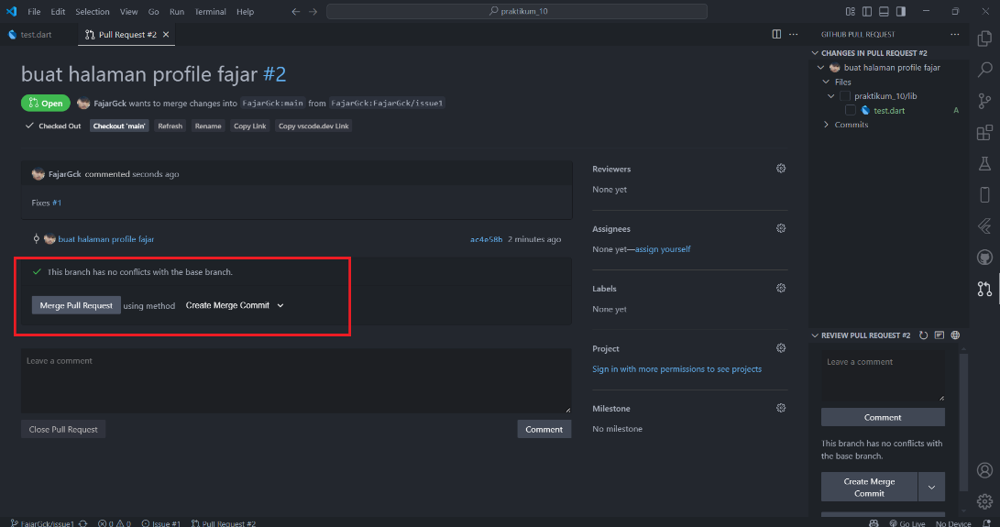 File Edit Selection View Go Run Terminal Help
praktikum_10
test.dart
Pull Request #2
buat halaman profile fajar #2
Open
FajarGck wants to merge changes into FajarGck:main from FajarGck:FajarGck/issue1
Checked Out
Checkout 'main'
Refresh
Rename
Copy Link
Copy vscode.dev Link
FajarGck commented seconds ago
Fixes #1
buat halaman profile fajar
ac4e58b 2 minutes ago
This branch has no conflicts with the base branch.
Merge Pull Request using method Create Merge Commit
Leave a comment
Close Pull Request
Comment
Reviewers
None yet
Assignees
None yet—assign yourself
Labels
None yet
Project
Sign in with more permissions to see projects
Milestone
No milestone
GITHUB PULL REQUEST
CHANGES IN PULL REQUEST #2
buat halaman profile fajar
Files
praktikum_10/lib
test.dart A
Commits
REVIEW PULL REQUEST #2
Leave a comment
Comment
This branch has no conflicts with
the base branch.
Create Merge
Commit
FajarGck/issue1 0 0 Issue #1 Pull Request #2
Go Live No Device